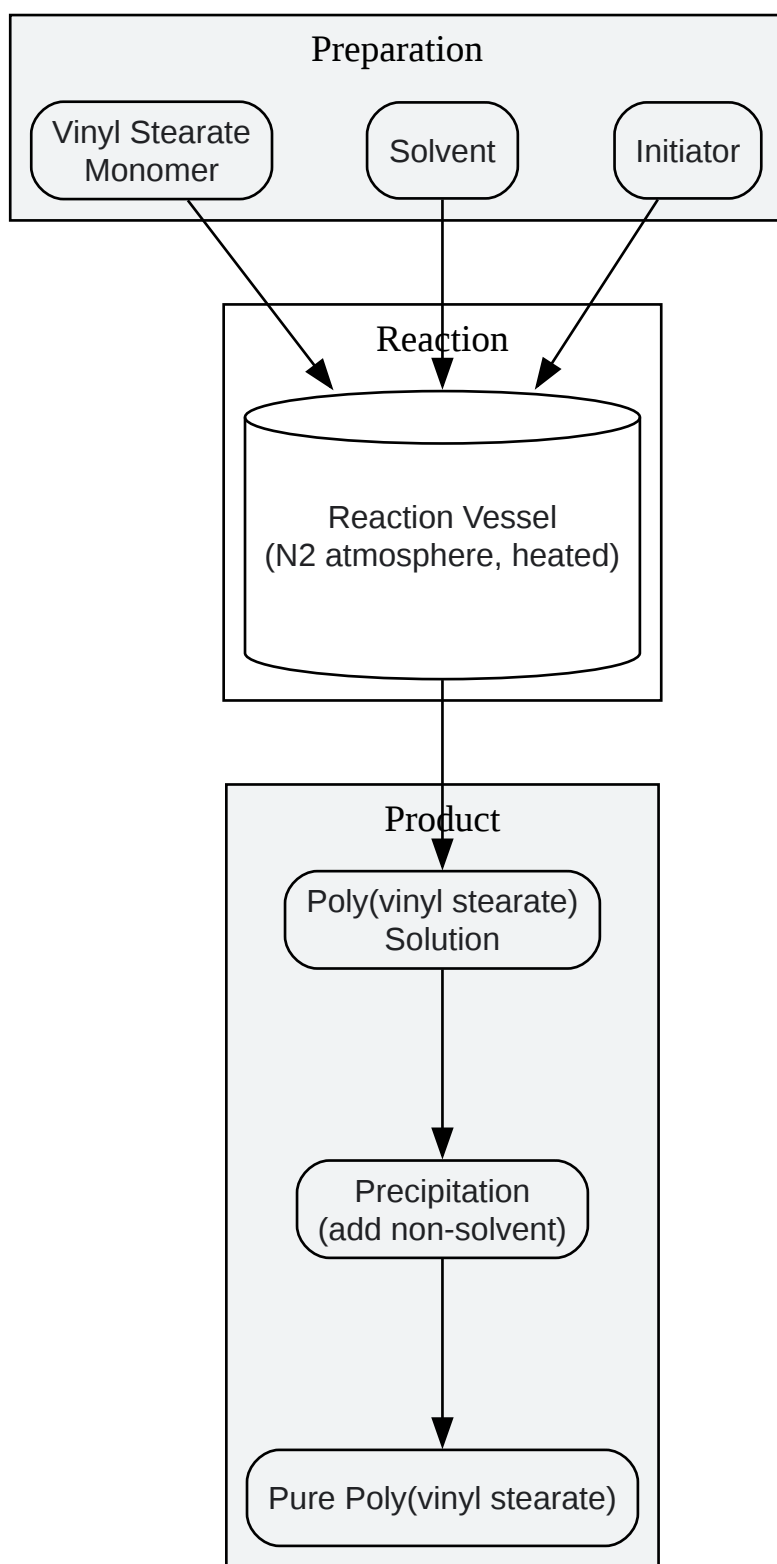 Preparation
Vinyl Stearate
Monomer
Solvent
Initiator
Reaction
Reaction Vessel
(N2 atmosphere, heated)
Product
Poly(vinyl stearate)
Solution
Precipitation
(add non-solvent)
Pure Poly(vinyl stearate)